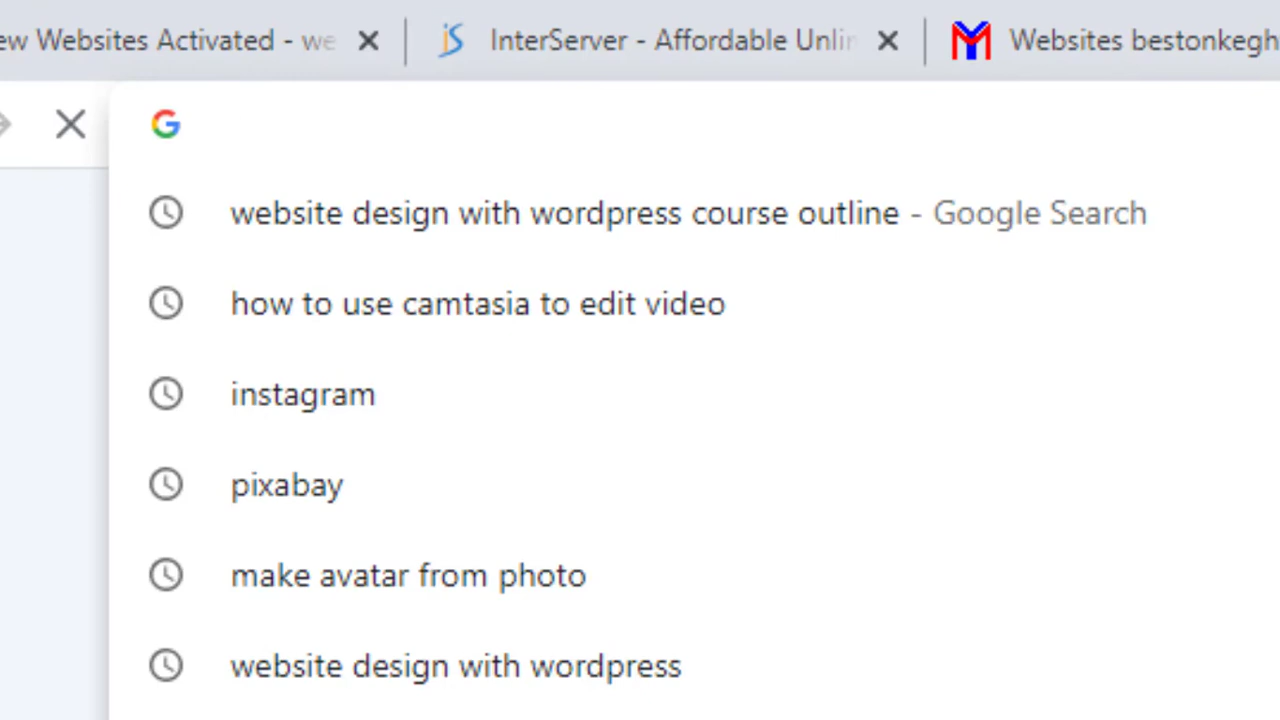 ew Websites Activated - we InterServer - Affordable Unlin Websites bestonkegh
website design with wordpress course outline - Google Search
how to use camtasia to edit video
instagram
pixabay
make avatar from photo
website design with wordpress